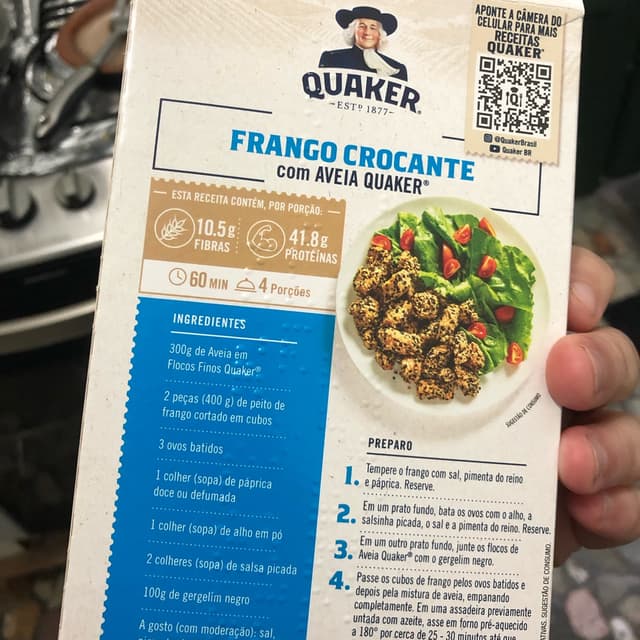 APONTE A CÂMERA DO
CELULAR PARA MAIS
RECEITAS
QUAKER®
@QuakerBrasil
Quaker BR
QUAKER®
ESTD 1877
FRANGO CROCANTE
com AVEIA QUAKER®
ESTA RECEITA CONTÉM, POR PORÇÃO:
10.5g
FIBRAS
41.8g
PROTEÍNAS
60 MIN
4 Porções
INGREDIENTES
300g de Aveia em
Flocos Finos Quaker®
2 peças (400 g) de peito de
frango cortado em cubos
3 ovos batidos
1 colher (sopa) de páprica
doce ou defumada
1 colher (sopa) de alho em pó
2 colheres (sopa) de salsa picada
100g de gergelim negro
A gosto (com moderação): sal,
SUGESTÃO DE CONSUMO
PREPARO
1. Tempere o frango com sal, pimenta do reino
e páprica. Reserve.
2. Em um prato fundo, bata os ovos com o alho, a
salsinha picada, o sal e a pimenta do reino. Reserve.
3. Em um outro prato fundo, junte os flocos de
Aveia Quaker® com o gergelim negro.
4. Passe os cubos de frango pelos ovos batidos e
depois pela mistura de aveia, empanando
completamente. Em uma assadeira previamente
untada com azeite, asse em forno pré-aquecido
a 180° por cerca de 25 - 30 minutos até que
SUGESTÃO DE CONSUMO.